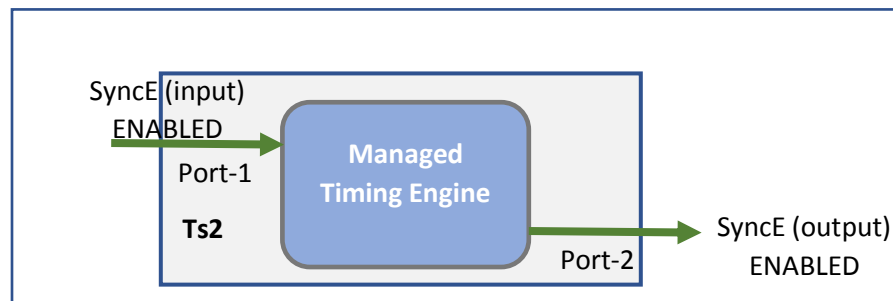 SyncE (input)
ENABLED
Port-1
Ts2
Managed
Timing Engine
Port-2
SyncE (output)
ENABLED